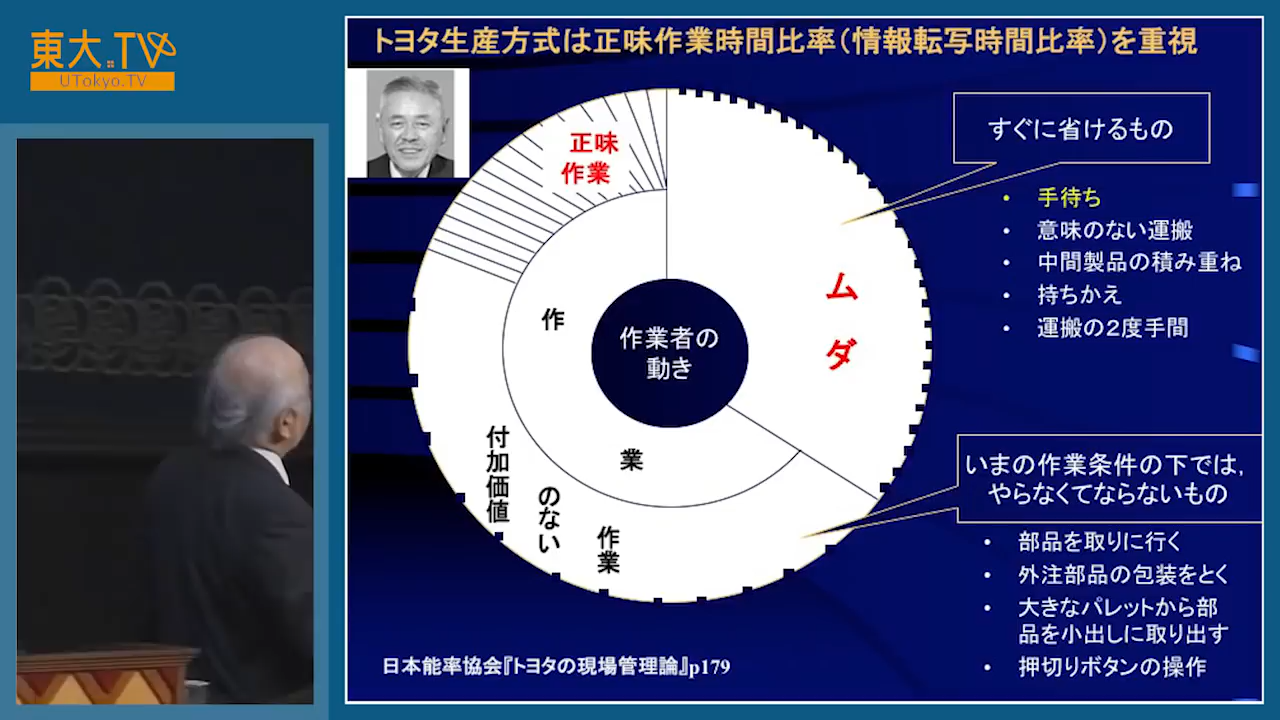 東大.TV
UTokyo.TV
トヨタ生産方式は正味作業時間比率（情報転写時間比率）を重視
正味
作業
すぐに省けるもの
・ 手待ち
・ 意味のない運搬
・ 中間製品の積み重ね
・ 持ちかえ
・ 運搬の２度手間
ムダ
作業者の
動き
作業
付加価値
のない
作業
いまの作業条件の下では，
やらなくてならないもの
・ 部品を取りに行く
・ 外注部品の包装をとく
・ 大きなパレットから部
品を小出しに取り出す
・ 押切りボタンの操作
日本能率協会『トヨタの現場管理論』p179